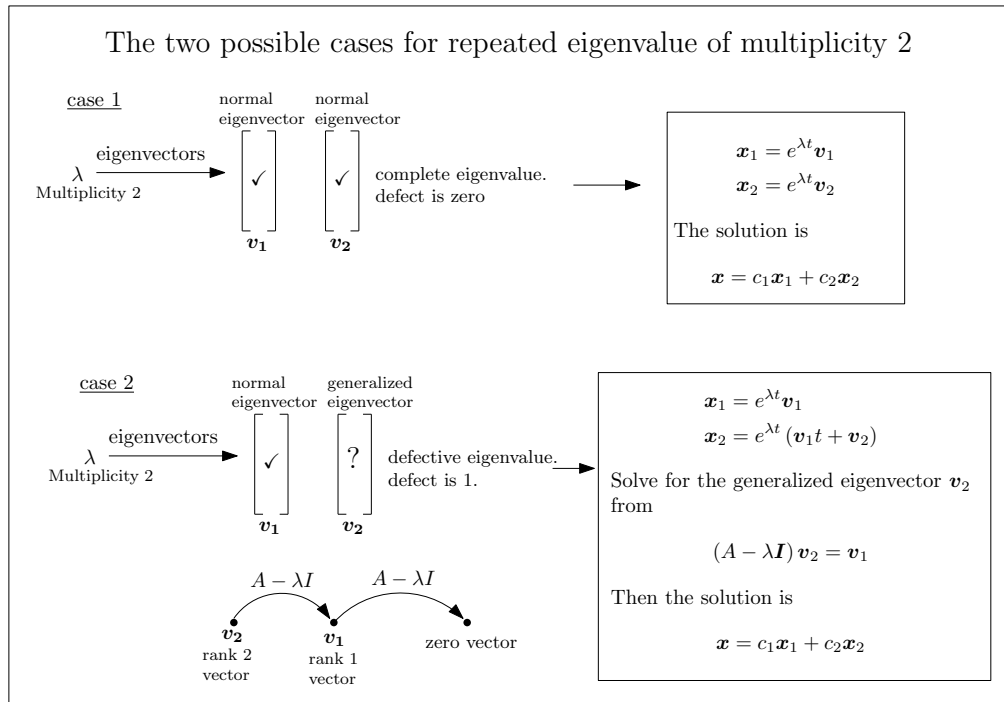 The two possible cases for repeated eigenvalue of multiplicity 2
case 1
normal
eigenvector
normal
eigenvector
eigenvectors
λ
Multiplicity 2
✓
✓
v₁
v₂
complete eigenvalue.
defect is zero
x₁ = e^{λt}v₁
x₂ = e^{λt}v₂
The solution is
x = c₁x₁ + c₂x₂
case 2
normal
eigenvector
generalized
eigenvector
eigenvectors
λ
Multiplicity 2
✓
?
v₁
v₂
defective eigenvalue.
defect is 1.
x₁ = e^{λt}v₁
x₂ = e^{λt} (v₁t + v₂)
Solve for the generalized eigenvector v₂
from
(A − λI) v₂ = v₁
Then the solution is
x = c₁x₁ + c₂x₂
A − λI
A − λI
v₂
rank 2
vector
v₁
rank 1
vector
zero vector